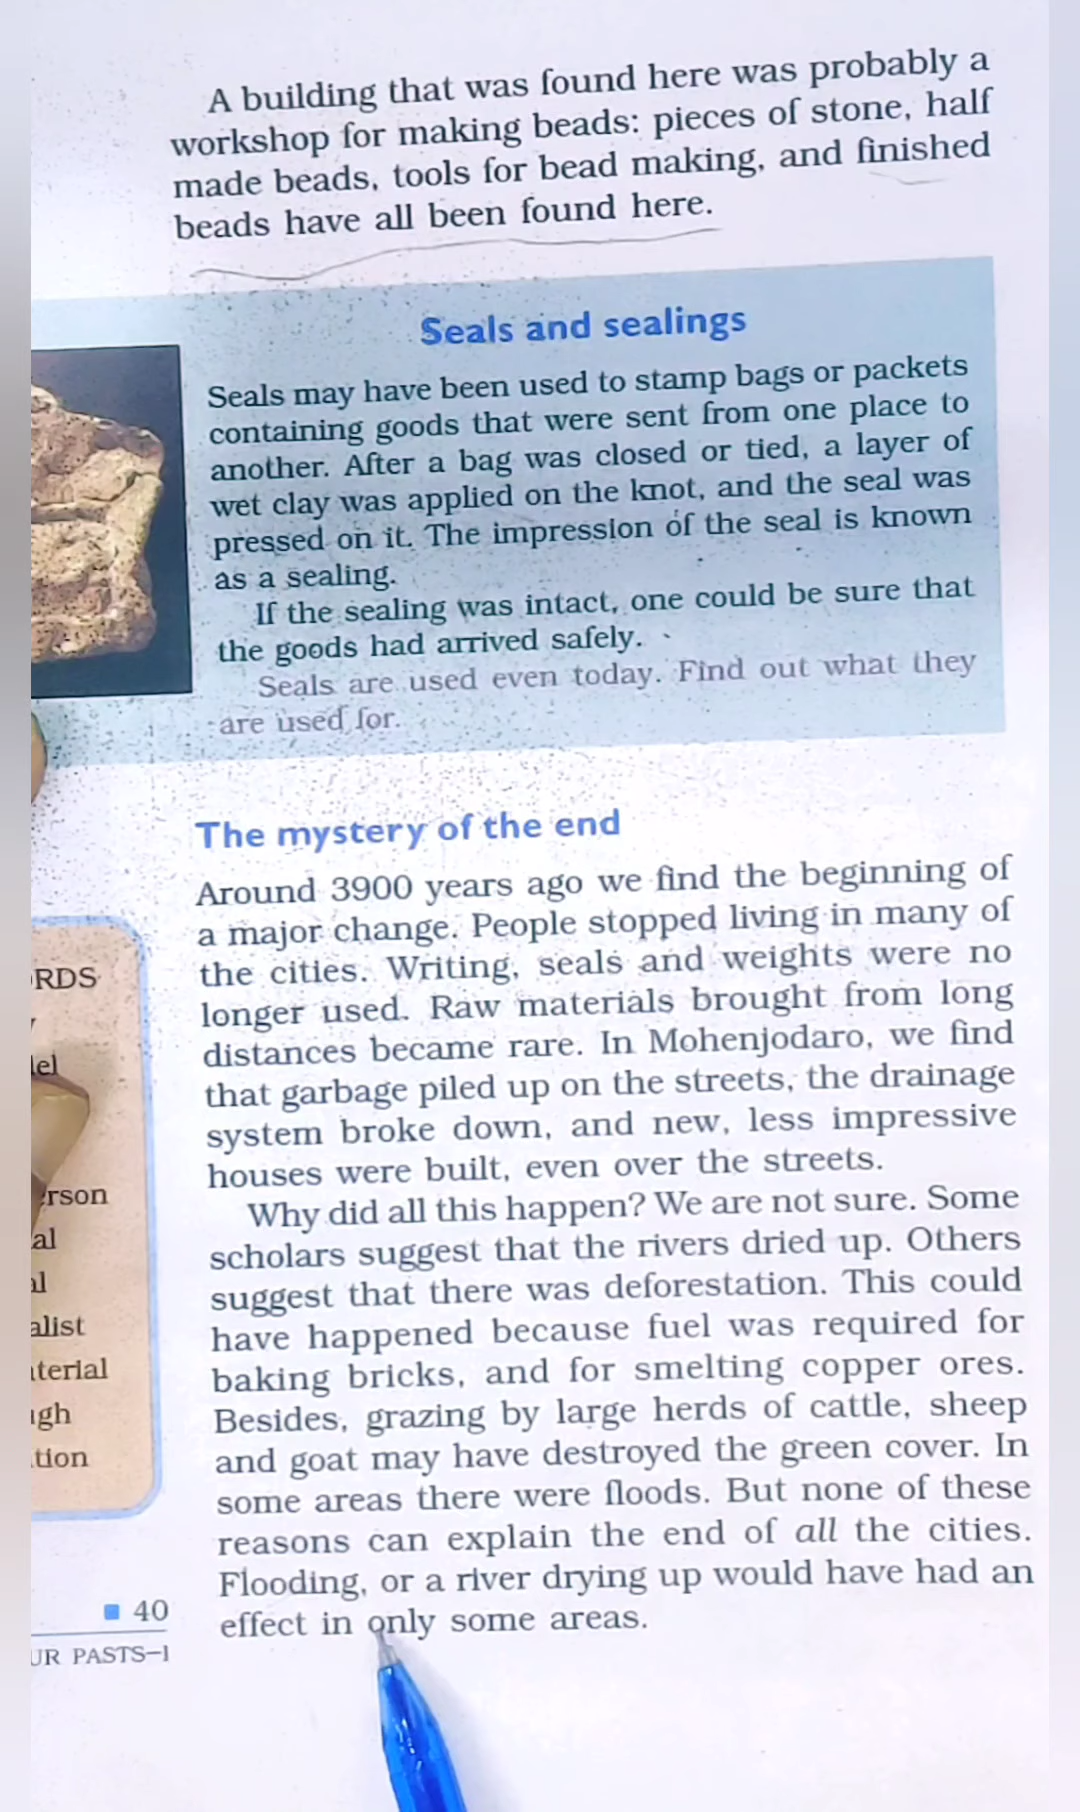 A building that was found here was probably a
workshop for making beads: pieces of stone, half
made beads, tools for bead making, and finished
beads have all been found here.
Seals and sealings
Seals may have been used to stamp bags or packets
containing goods that were sent from one place to
another. After a bag was closed or tied, a layer of
wet clay was applied on the knot, and the seal was
pressed on it. The impression of the seal is known
as a sealing.
If the sealing was intact, one could be sure that
the goods had arrived safely.
Seals are used even today. Find out what they
are used for.
The mystery of the end
Around 3900 years ago we find the beginning of
a major change. People stopped living in many of
the cities. Writing, seals and weights were no
longer used. Raw materials brought from long
distances became rare. In Mohenjodaro, we find
that garbage piled up on the streets, the drainage
system broke down, and new, less impressive
houses were built, even over the streets.
Why did all this happen? We are not sure. Some
scholars suggest that the rivers dried up. Others
suggest that there was deforestation. This could
have happened because fuel was required for
baking bricks, and for smelting copper ores.
Besides, grazing by large herds of cattle, sheep
and goat may have destroyed the green cover. In
some areas there were floods. But none of these
reasons can explain the end of all the cities.
Flooding, or a river drying up would have had an
effect in only some areas.
RDS
el
rson
al
al
alist
terial
gh
tion
40
UR PASTS–I